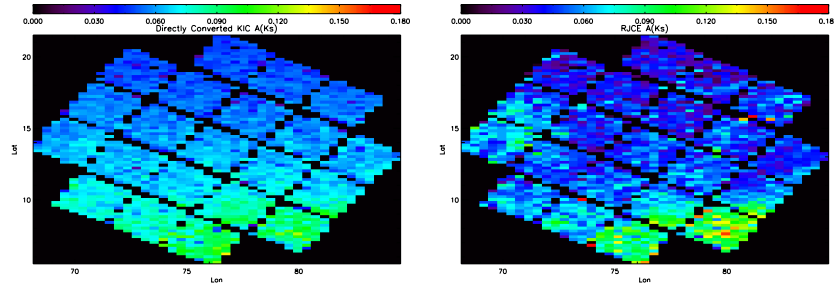 0.000 0.030 0.060 0.090 0.120 0.150 0.180
Directly Converted KIC A(Ks)
20
15
10
Lat
70 75 80
Lon
0.000 0.030 0.060 0.090 0.120 0.150 0.18
RJCE A(Ks)
20
15
10
Lat
70 75 80
Lon